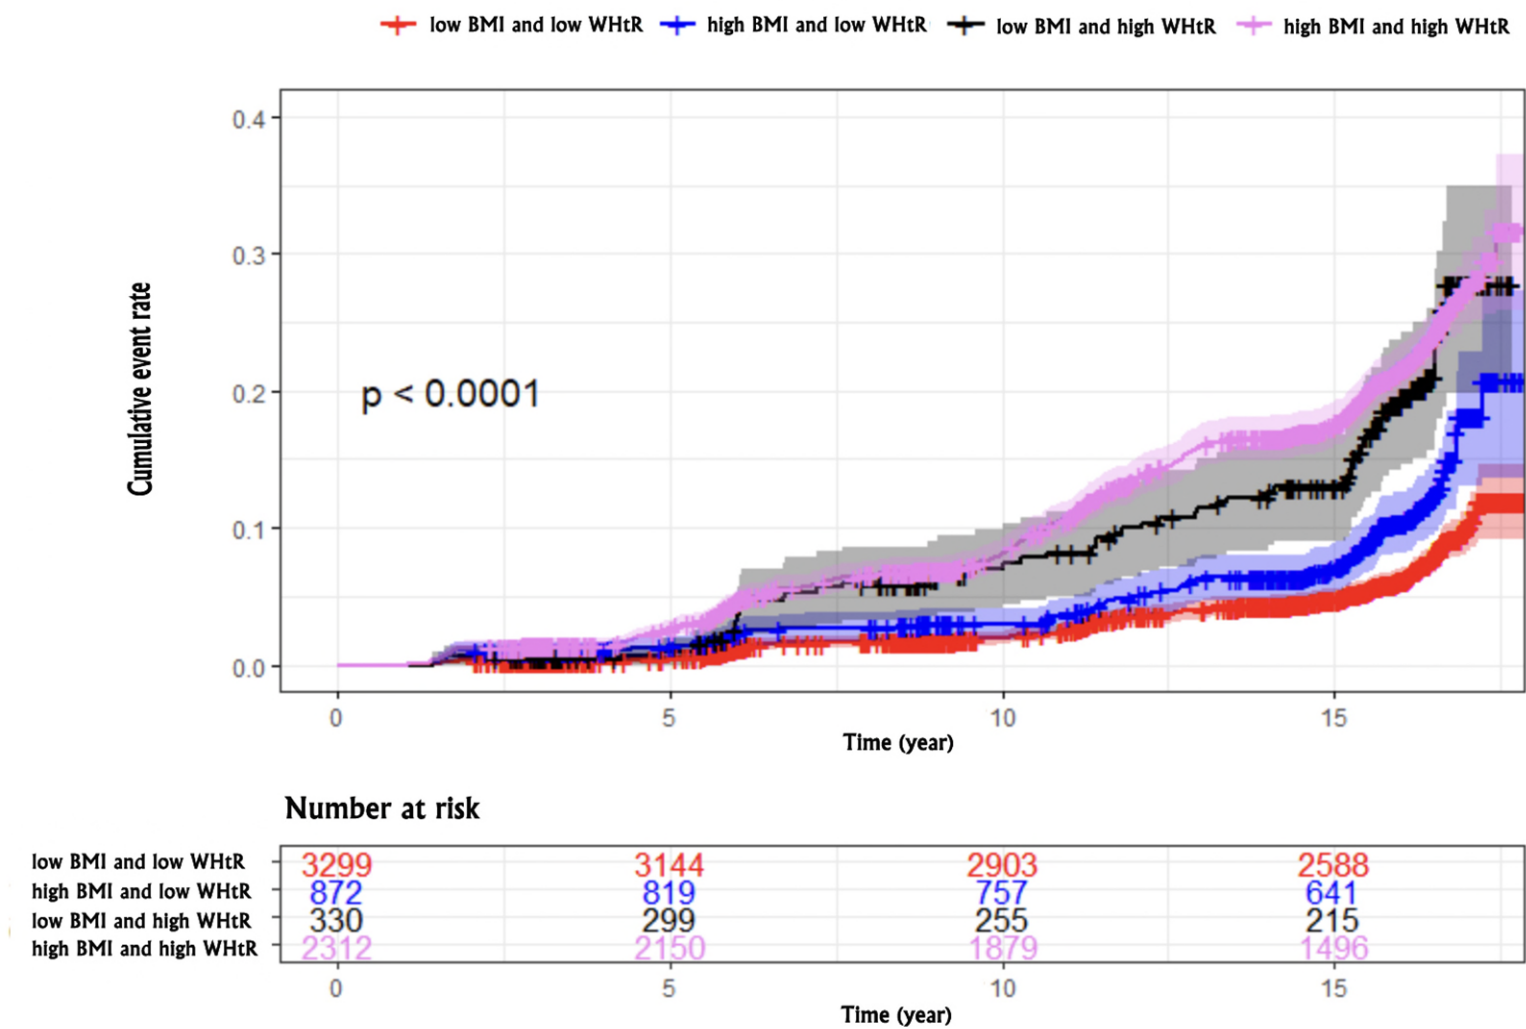 low BMI and low WHtR high BMI and low WHtR low BMI and high WHtR high BMI and high WHtR
0.4
0.3
0.2
0.1
0.0
Cumulative event rate
p < 0.0001
0 5 10 15
Time (year)
Number at risk
low BMI and low WHtR 3299 3144 2903 2588
high BMI and low WHtR 872 819 757 641
low BMI and high WHtR 330 299 255 215
high BMI and high WHtR 2312 2150 1879 1496
0 5 10 15
Time (year)